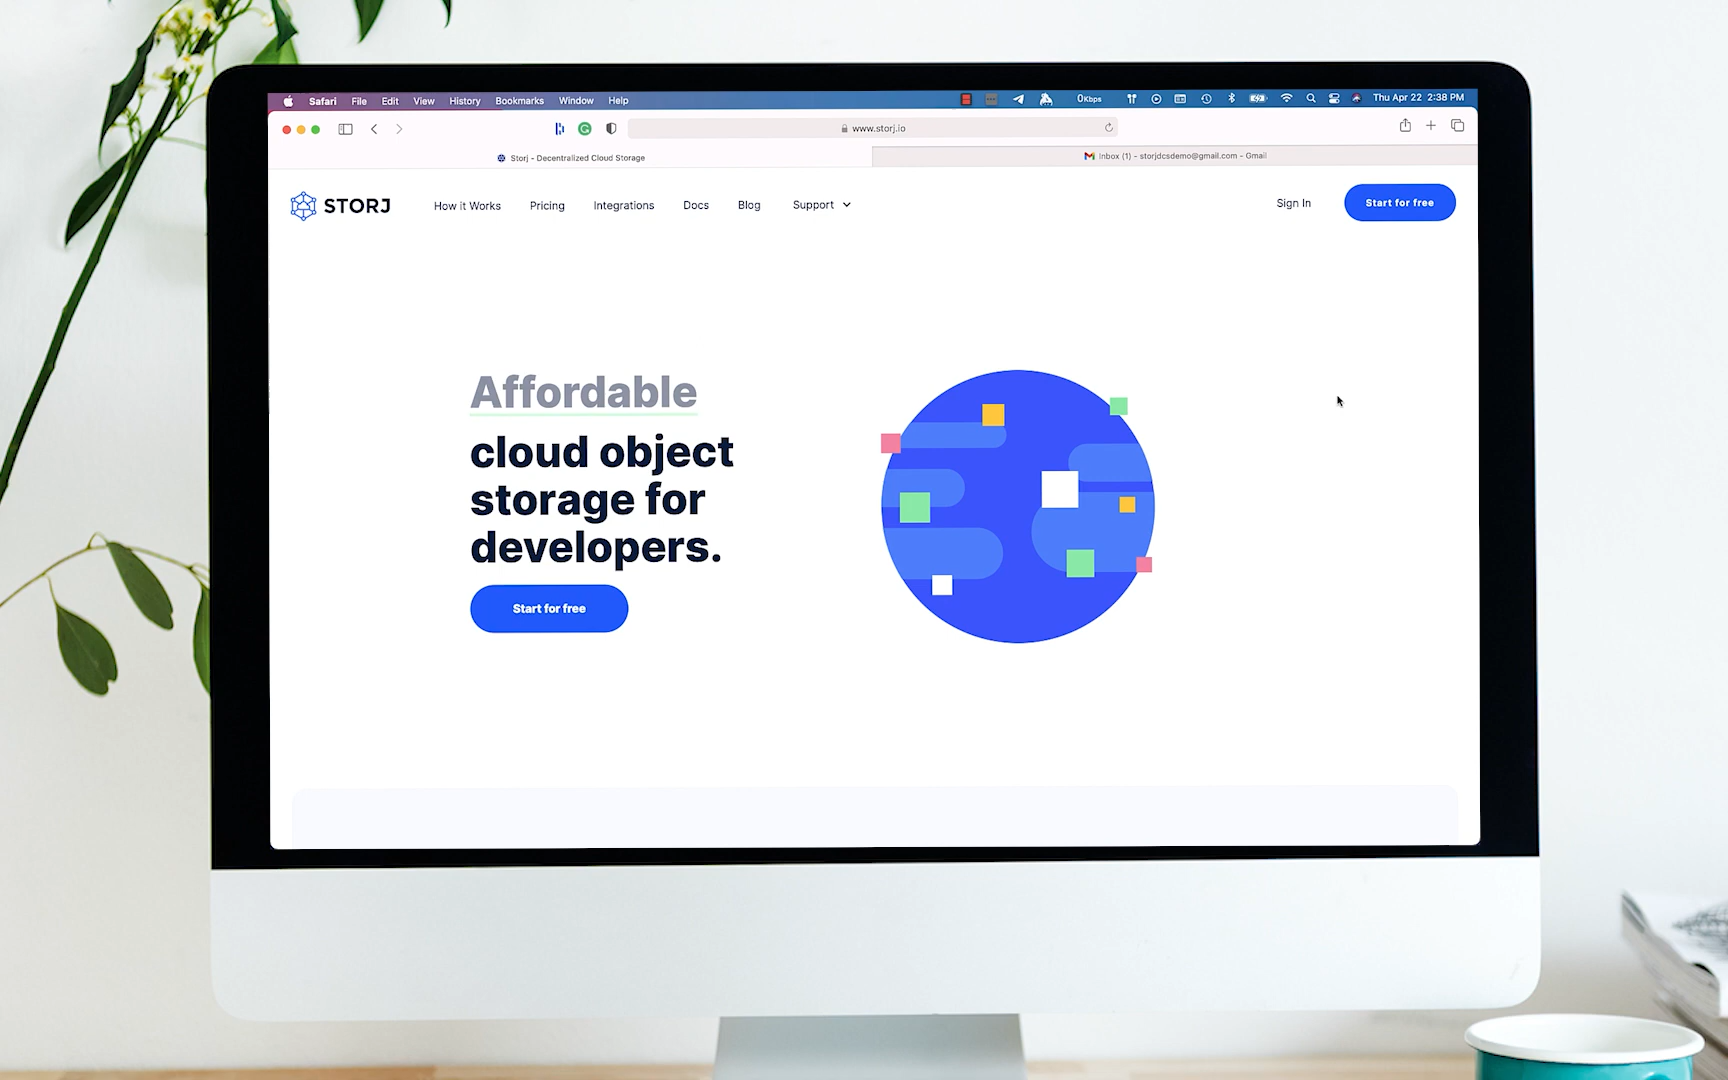 Safari File Edit View History Bookmarks Window Help
0Kbps
Thu Apr 22 2:38 PM
www.storj.io
Storj - Decentralized Cloud Storage
Inbox (1) - storjdcsdemo@gmail.com - Gmail
STORJ
How it Works Pricing Integrations Docs Blog Support
Sign In
Start for free
Affordable
cloud object
storage for
developers.
Start for free